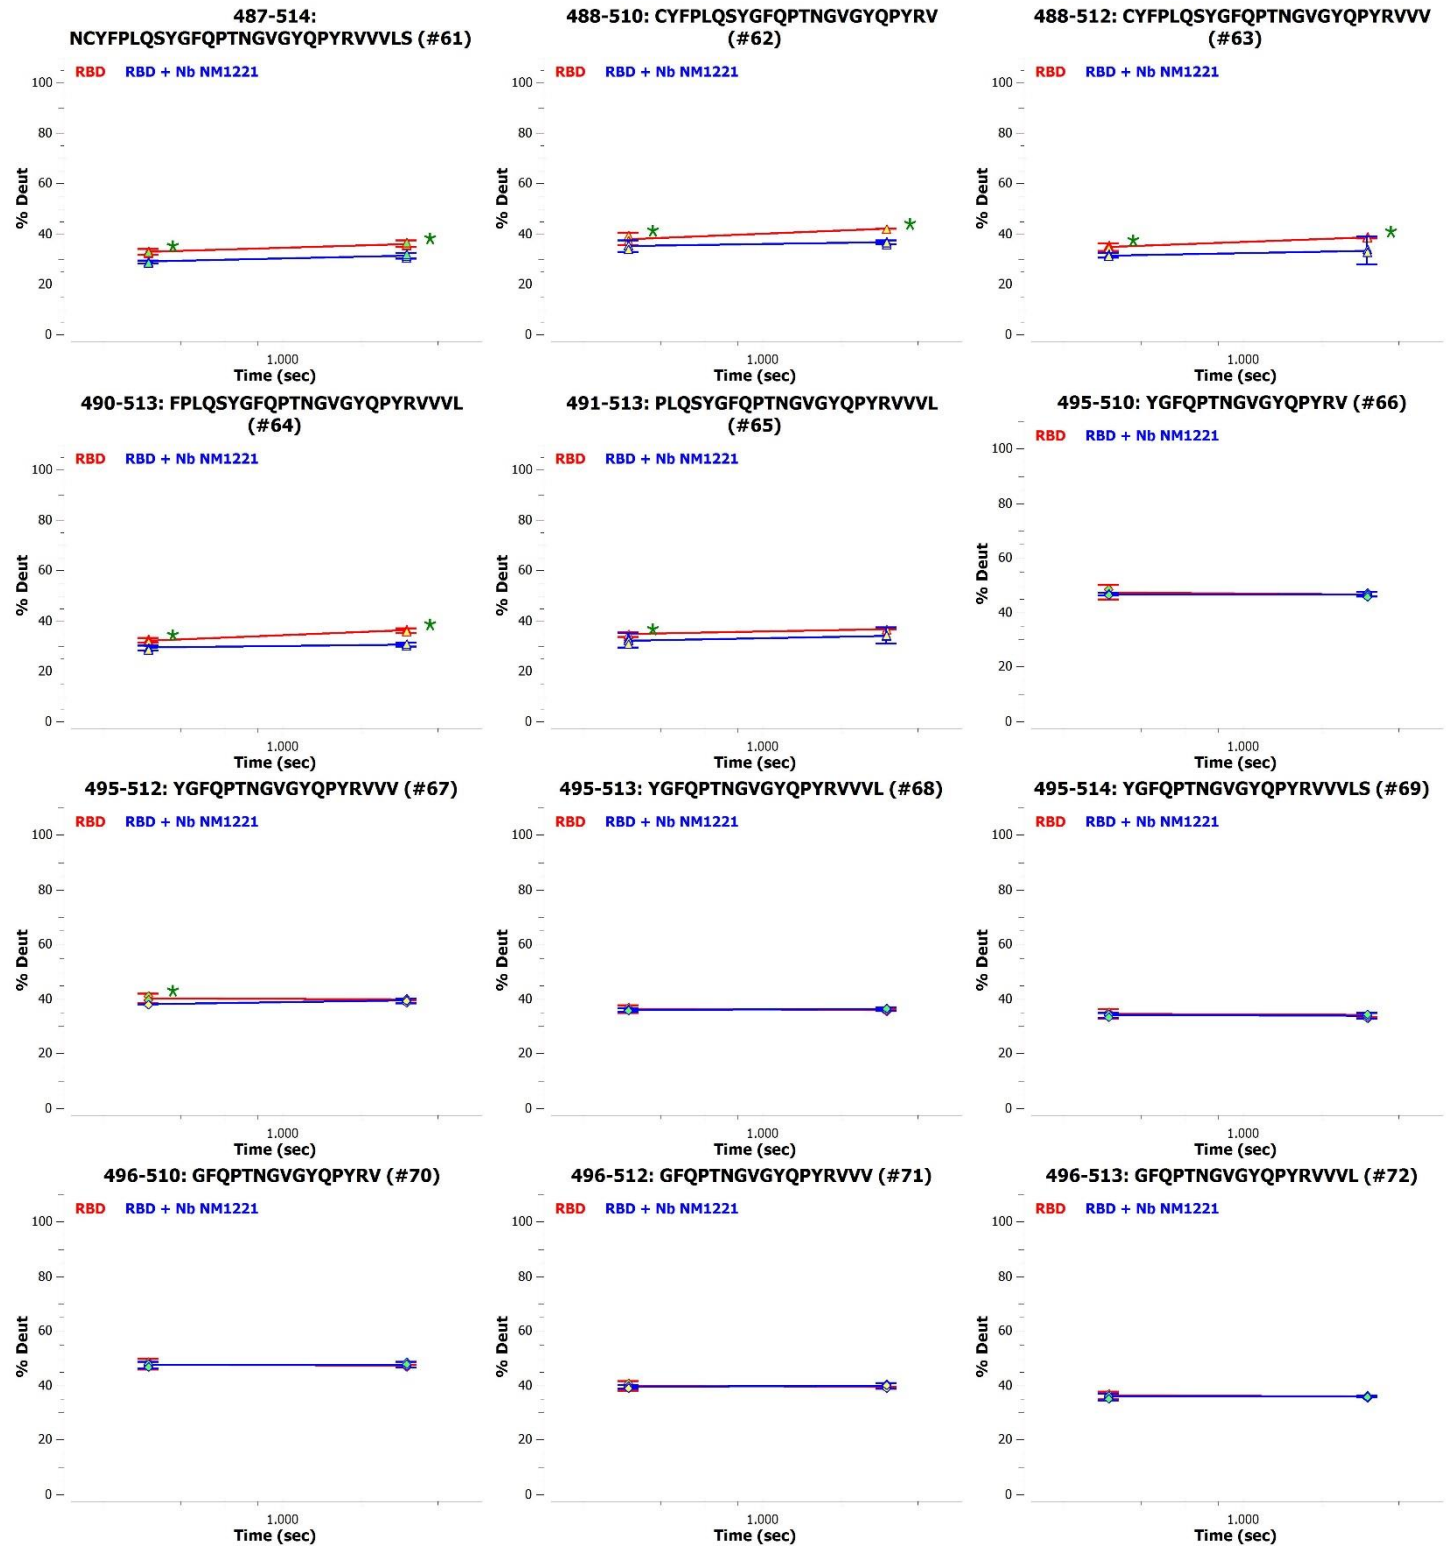 487-514:
NCYFPLQSYGFQPTNGVGYQPYRVVVLS (#61)
RBD RBD + Nb NM1221
100
80
60
40
20
0
% Deut
1.000
Time (sec)
488-510: CYFPLQSYGFQPTNGVGYQPYRV
(#62)
RBD RBD + Nb NM1221
100
80
60
40
20
0
% Deut
1.000
Time (sec)
488-512: CYFPLQSYGFQPTNGVGYQPYRVVV
(#63)
RBD RBD + Nb NM1221
100
80
60
40
20
0
% Deut
1.000
Time (sec)
490-513: FPLQSYGFQPTNGVGYQPYRVVVL
(#64)
RBD RBD + Nb NM1221
100
80
60
40
20
0
% Deut
1.000
Time (sec)
491-513: PLQSYGFQPTNGVGYQPYRVVVL
(#65)
RBD RBD + Nb NM1221
100
80
60
40
20
0
% Deut
1.000
Time (sec)
495-510: YGFQPTNGVGYQPYRV (#66)
RBD RBD + Nb NM1221
100
80
60
40
20
0
% Deut
1.000
Time (sec)
495-512: YGFQPTNGVGYQPYRVVV (#67)
RBD RBD + Nb NM1221
100
80
60
40
20
0
% Deut
1.000
Time (sec)
495-513: YGFQPTNGVGYQPYRVVVL (#68)
RBD RBD + Nb NM1221
100
80
60
40
20
0
% Deut
1.000
Time (sec)
495-514: YGFQPTNGVGYQPYRVVVLS (#69)
RBD RBD + Nb NM1221
100
80
60
40
20
0
% Deut
1.000
Time (sec)
496-510: GFQPTNGVGYQPYRV (#70)
RBD RBD + Nb NM1221
100
80
60
40
20
0
% Deut
1.000
Time (sec)
496-512: GFQPTNGVGYQPYRVVV (#71)
RBD RBD + Nb NM1221
100
80
60
40
20
0
% Deut
1.000
Time (sec)
496-513: GFQPTNGVGYQPYRVVVL (#72)
RBD RBD + Nb NM1221
100
80
60
40
20
0
% Deut
1.000
Time (sec)